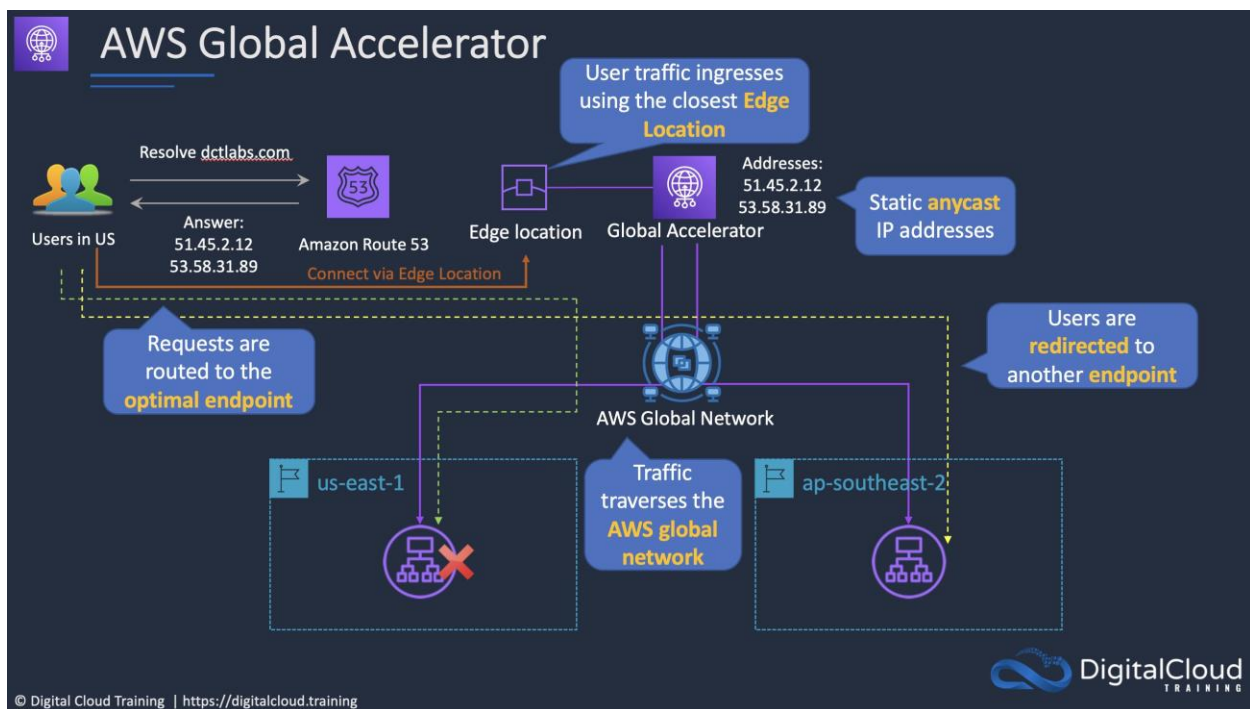 AWS Global Accelerator
User traffic ingresses
using the closest Edge
Location
Resolve dctlabs.com
53
Addresses:
51.45.2.12
53.58.31.89
Static anycast
IP addresses
Users in US
Answer:
51.45.2.12
53.58.31.89
Amazon Route 53
Edge location
Global Accelerator
Connect via Edge Location
Requests are
routed to the
optimal endpoint
Users are
redirected to
another endpoint
AWS Global Network
us-east-1
Traffic
traverses the
AWS global
network
ap-southeast-2
DigitalCloud
TRAINING
© Digital Cloud Training | https://digitalcloud.training